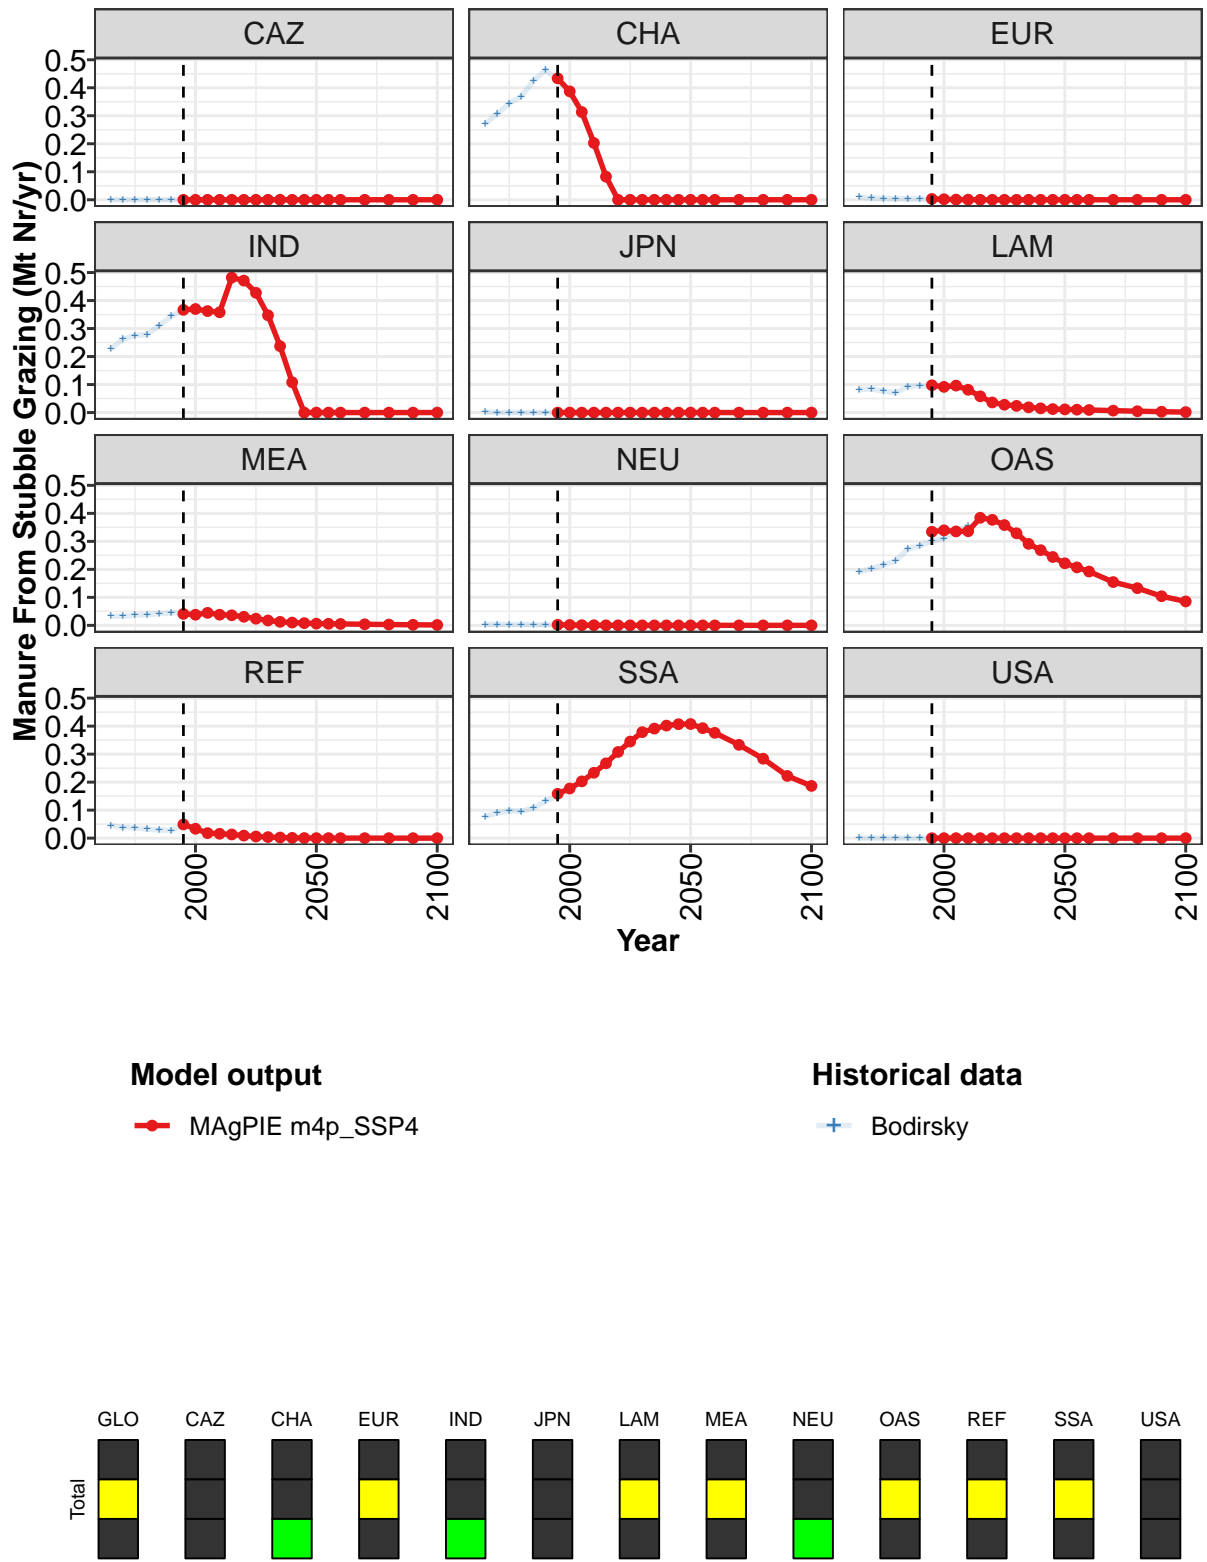 CAZ CHA EUR
0.5
0.4
0.3
0.2
0.1
0.0
IND JPN LAM
0.5
0.4
0.3
0.2
0.1
0.0
MEA NEU OAS
0.5
0.4
0.3
0.2
0.1
0.0
REF SSA USA
0.5
0.4
0.3
0.2
0.1
0.0
Manure From Stubble Grazing (Mt Nr/yr)
2000 2050 2100 2000 2050 2100 2000 2050 2100
Year
Model output
MAgPIE m4p_SSP4
Historical data
Bodirsky
GLO CAZ CHA EUR IND JPN LAM MEA NEU OAS REF SSA USA
Total